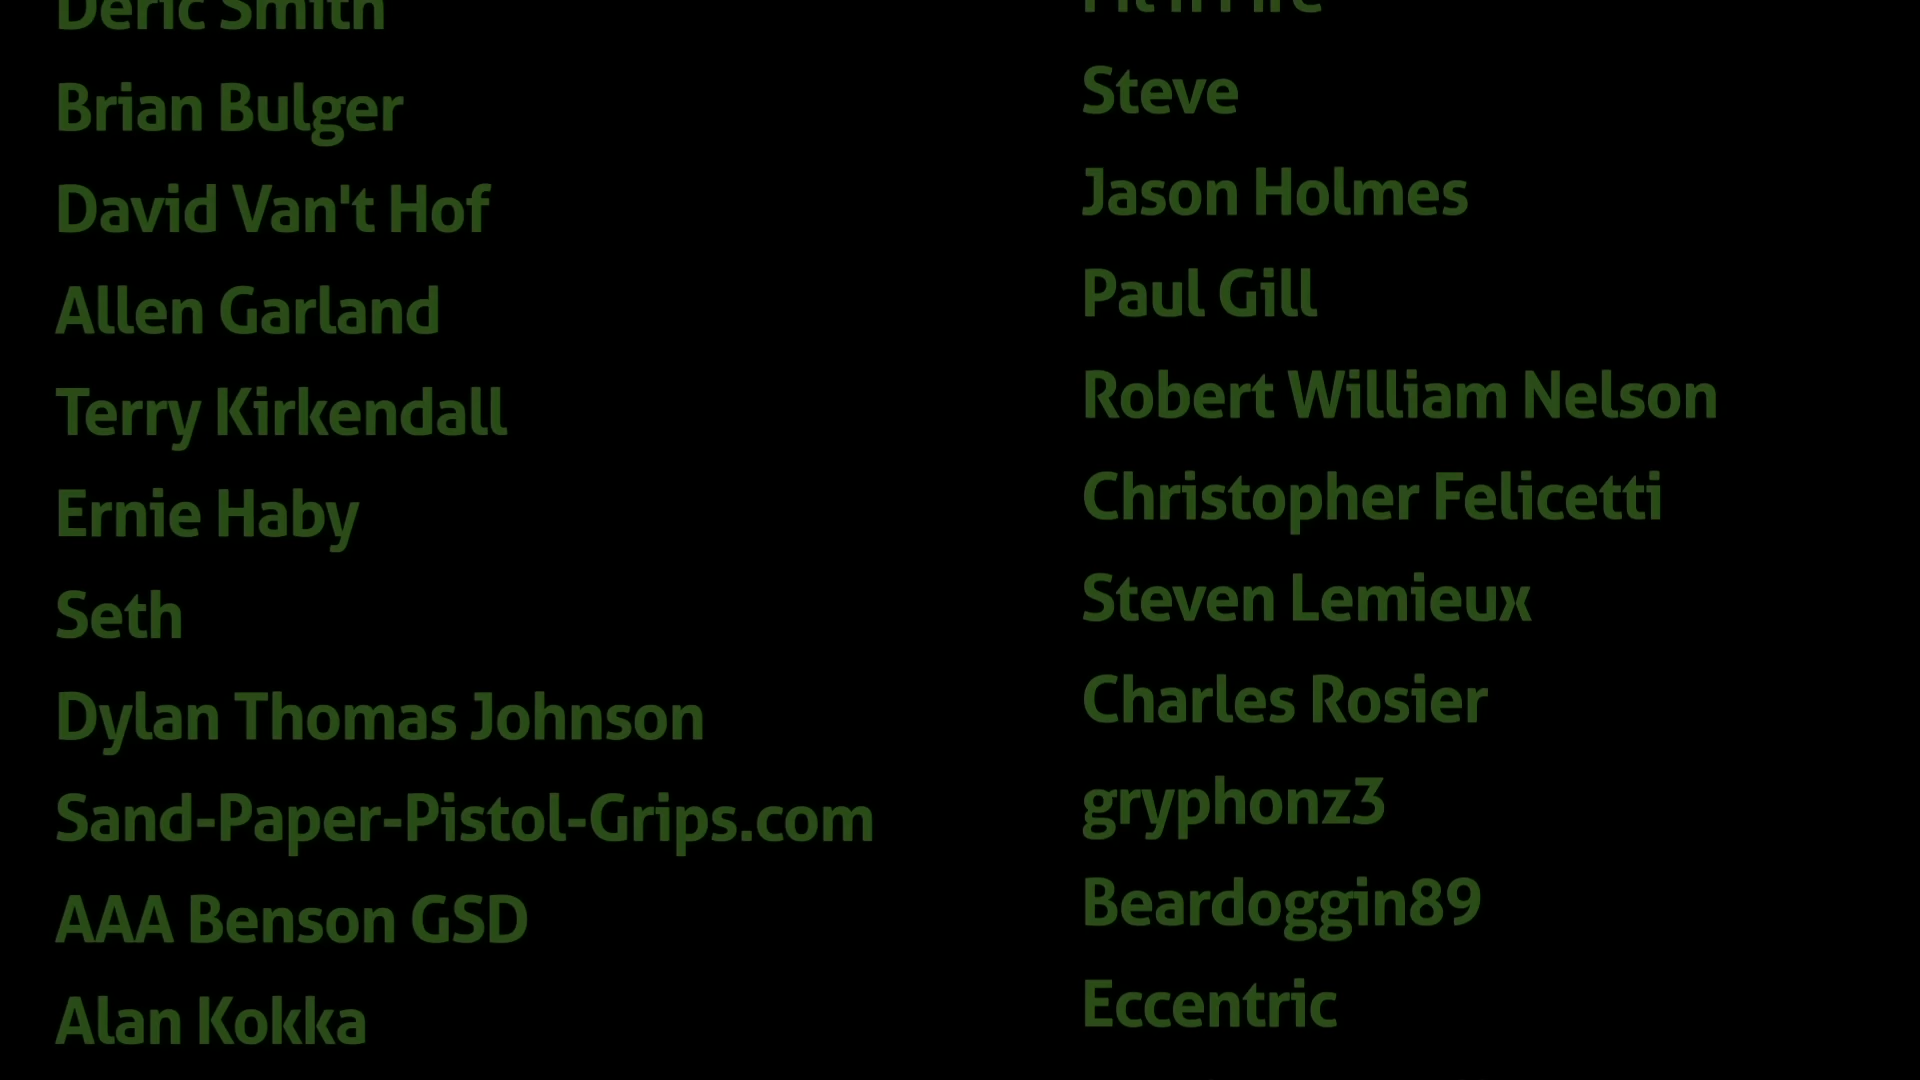 Deric Smith
Brian Bulger
David Van't Hof
Allen Garland
Terry Kirkendall
Ernie Haby
Seth
Dylan Thomas Johnson
Sand-Paper-Pistol-Grips.com
AAA Benson GSD
Alan Kokka
Steve
Jason Holmes
Paul Gill
Robert William Nelson
Christopher Felicetti
Steven Lemieux
Charles Rosier
gryphonz3
Beardoggin89
Eccentric